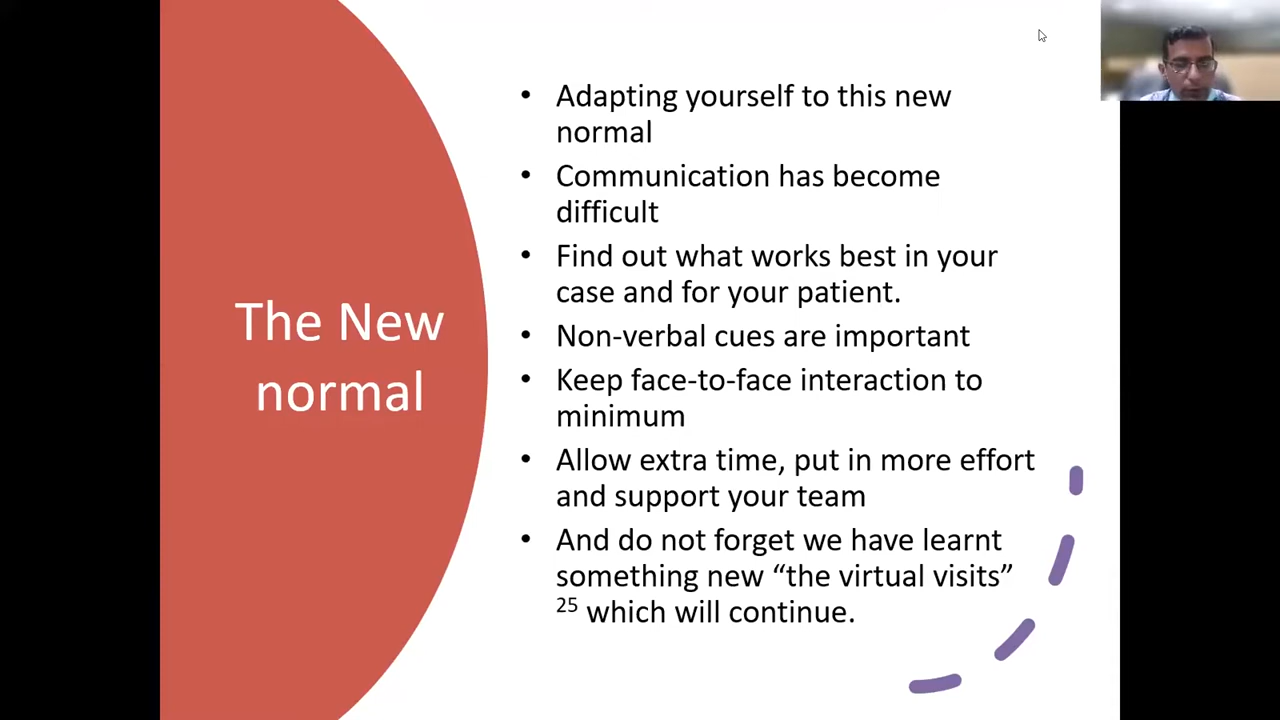 The New
normal
• Adapting yourself to this new
normal
• Communication has become
difficult
• Find out what works best in your
case and for your patient.
• Non-verbal cues are important
• Keep face-to-face interaction to
minimum
• Allow extra time, put in more effort
and support your team
• And do not forget we have learnt
something new “the virtual visits”
25 which will continue.